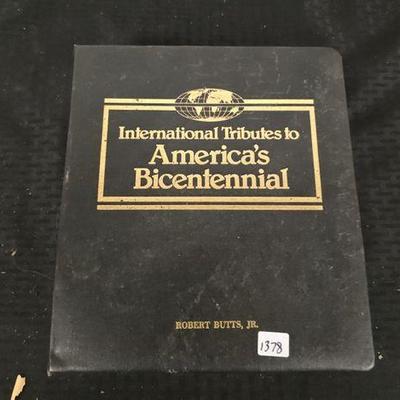 International Tributes to
America's
Bicentennial
ROBERT BUTTS, JR.
1378